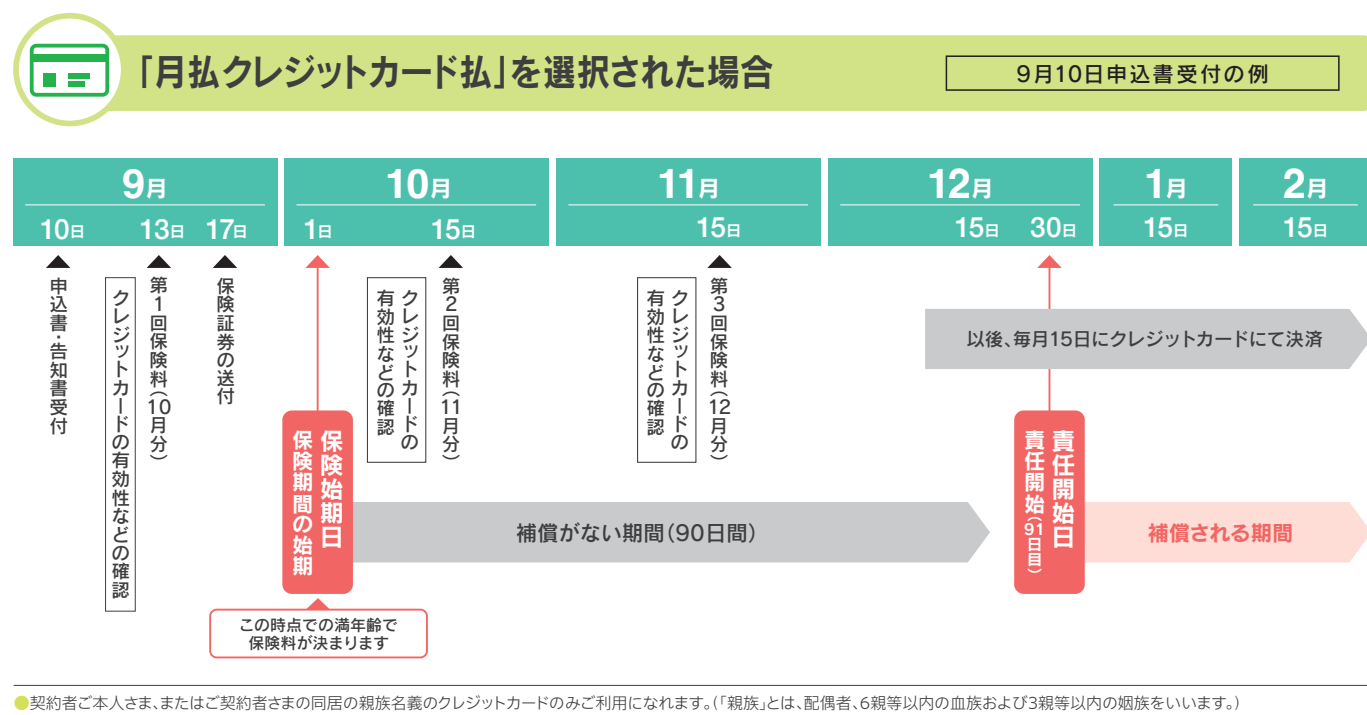 「月払クレジットカード払」を選択された場合
9月10日申込書受付の例
9月
10日 13日 17日
10月
1日 15日
11月
15日
12月
15日 30日
1月
15日
2月
15日
申込書・告知書受付
第1回保険料(10月分)
クレジットカードの有効性などの確認
保険証券の送付
保険始期日
保険期間の始期
第2回保険料(11月分)
クレジットカードの
有効性などの確認
第3回保険料(12月分)
クレジットカードの
有効性などの確認
以後、毎月15日にクレジットカードにて決済
責任開始日
責任開始(91日目)
補償がない期間(90日間)
補償される期間
この時点での満年齢で
保険料が決まります
●契約者ご本人さま、またはご契約者さまの同居の親族名義のクレジットカードのみご利用になれます。(「親族」とは、配偶者、6親等以内の血族および3親等以内の姻族をいいます。)